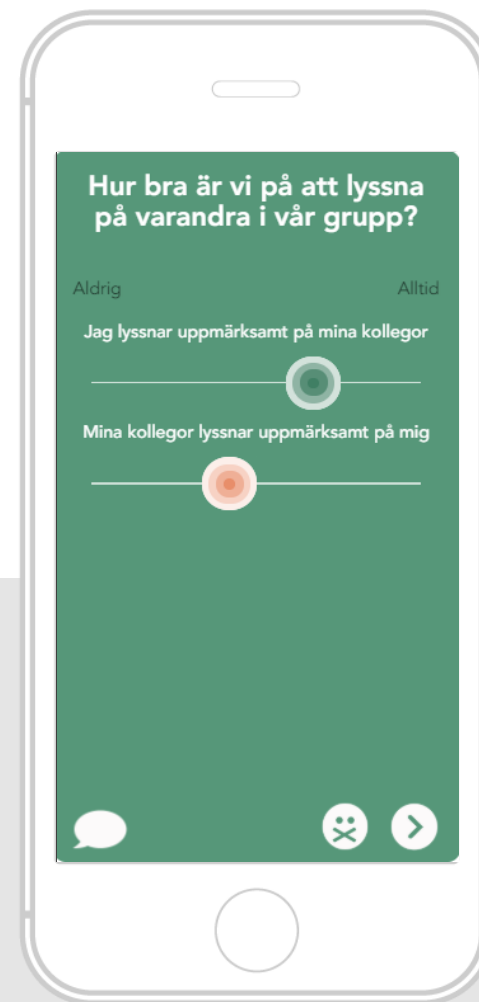 Hur bra är vi på att lyssna
på varandra i vår grupp?
Aldrig Alltid
Jag lyssnar uppmärksamt på mina kollegor
Mina kollegor lyssnar uppmärksamt på mig